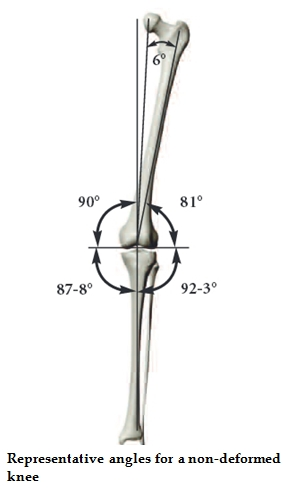 6°
90° 81°
87-8° 92-3°
Representative angles for a non-deformed
knee